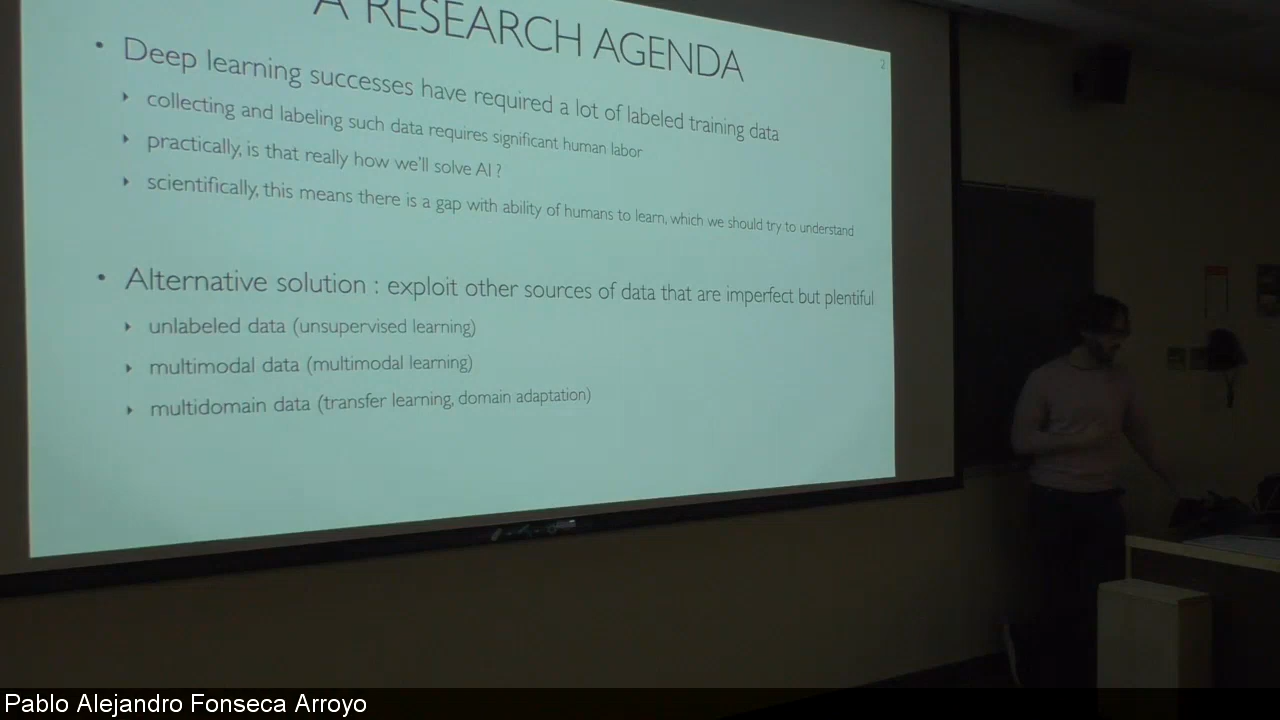 A RESEARCH AGENDA
2
• Deep learning successes have required a lot of labeled training data
‣ collecting and labeling such data requires significant human labor
‣ practically, is that really how we'll solve AI ?
‣ scientifically, this means there is a gap with ability of humans to learn, which we should try to understand
• Alternative solution : exploit other sources of data that are imperfect but plentiful
‣ unlabeled data (unsupervised learning)
‣ multimodal data (multimodal learning)
‣ multidomain data (transfer learning, domain adaptation)
Pablo Alejandro Fonseca Arroyo